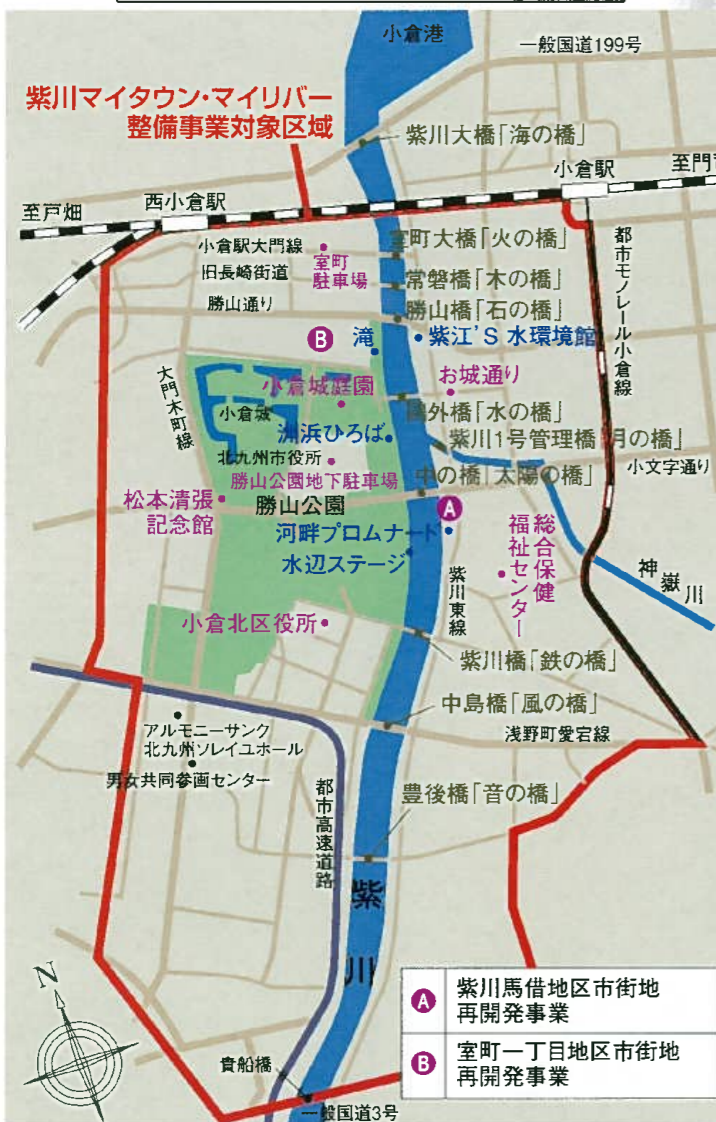 小倉港
一般国道199号
紫川マイタウン・マイリバー
整備事業対象区域
紫川大橋「海の橋」
小倉駅
至門
西小倉駅
至戸畑
室町大橋「火の橋」
小倉駅大門線
室町
駐車場
旧長崎街道
常磐橋「木の橋」
都市モノレール小倉線
勝山通り
勝山橋「石の橋」
B
滝
紫江'S 水環境館
大門木町線
小倉城庭園
お城通り
小倉城
鴎外橋「水の橋」
洲浜ひろば
紫川1号管理橋「月の橋」
北九州市役所
小文字通り
勝山公園地下駐車場
中の橋「太陽の橋」
松本清張
記念館
勝山公園
A
河畔プロムナード
水辺ステージ
総合保健
福祉センター
神嶽川
紫川東線
小倉北区役所
紫川橋「鉄の橋」
中島橋「風の橋」
浅野町愛宕線
アルモニーサンク
北九州ソレイユホール
男女共同参画センター
都市高速道路
豊後橋「音の橋」
紫川
N
A 紫川馬借地区市街地
再開発事業
B 室町一丁目地区市街地
再開発事業
貴船橋
一般国道3号